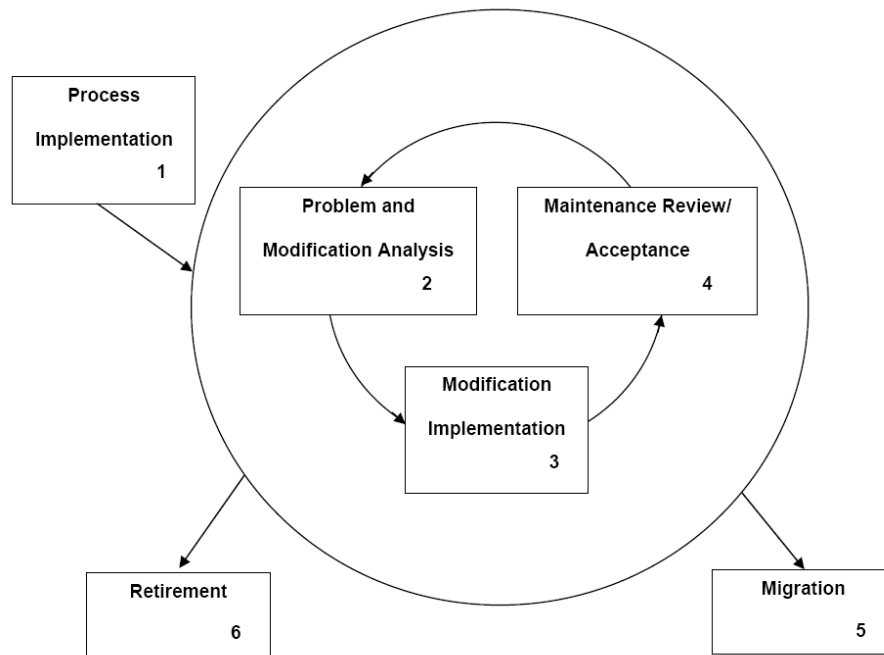 Process
Implementation
1
Problem and
Modification Analysis
2
Maintenance Review/
Acceptance
4
Modification
Implementation
3
Retirement
6
Migration
5